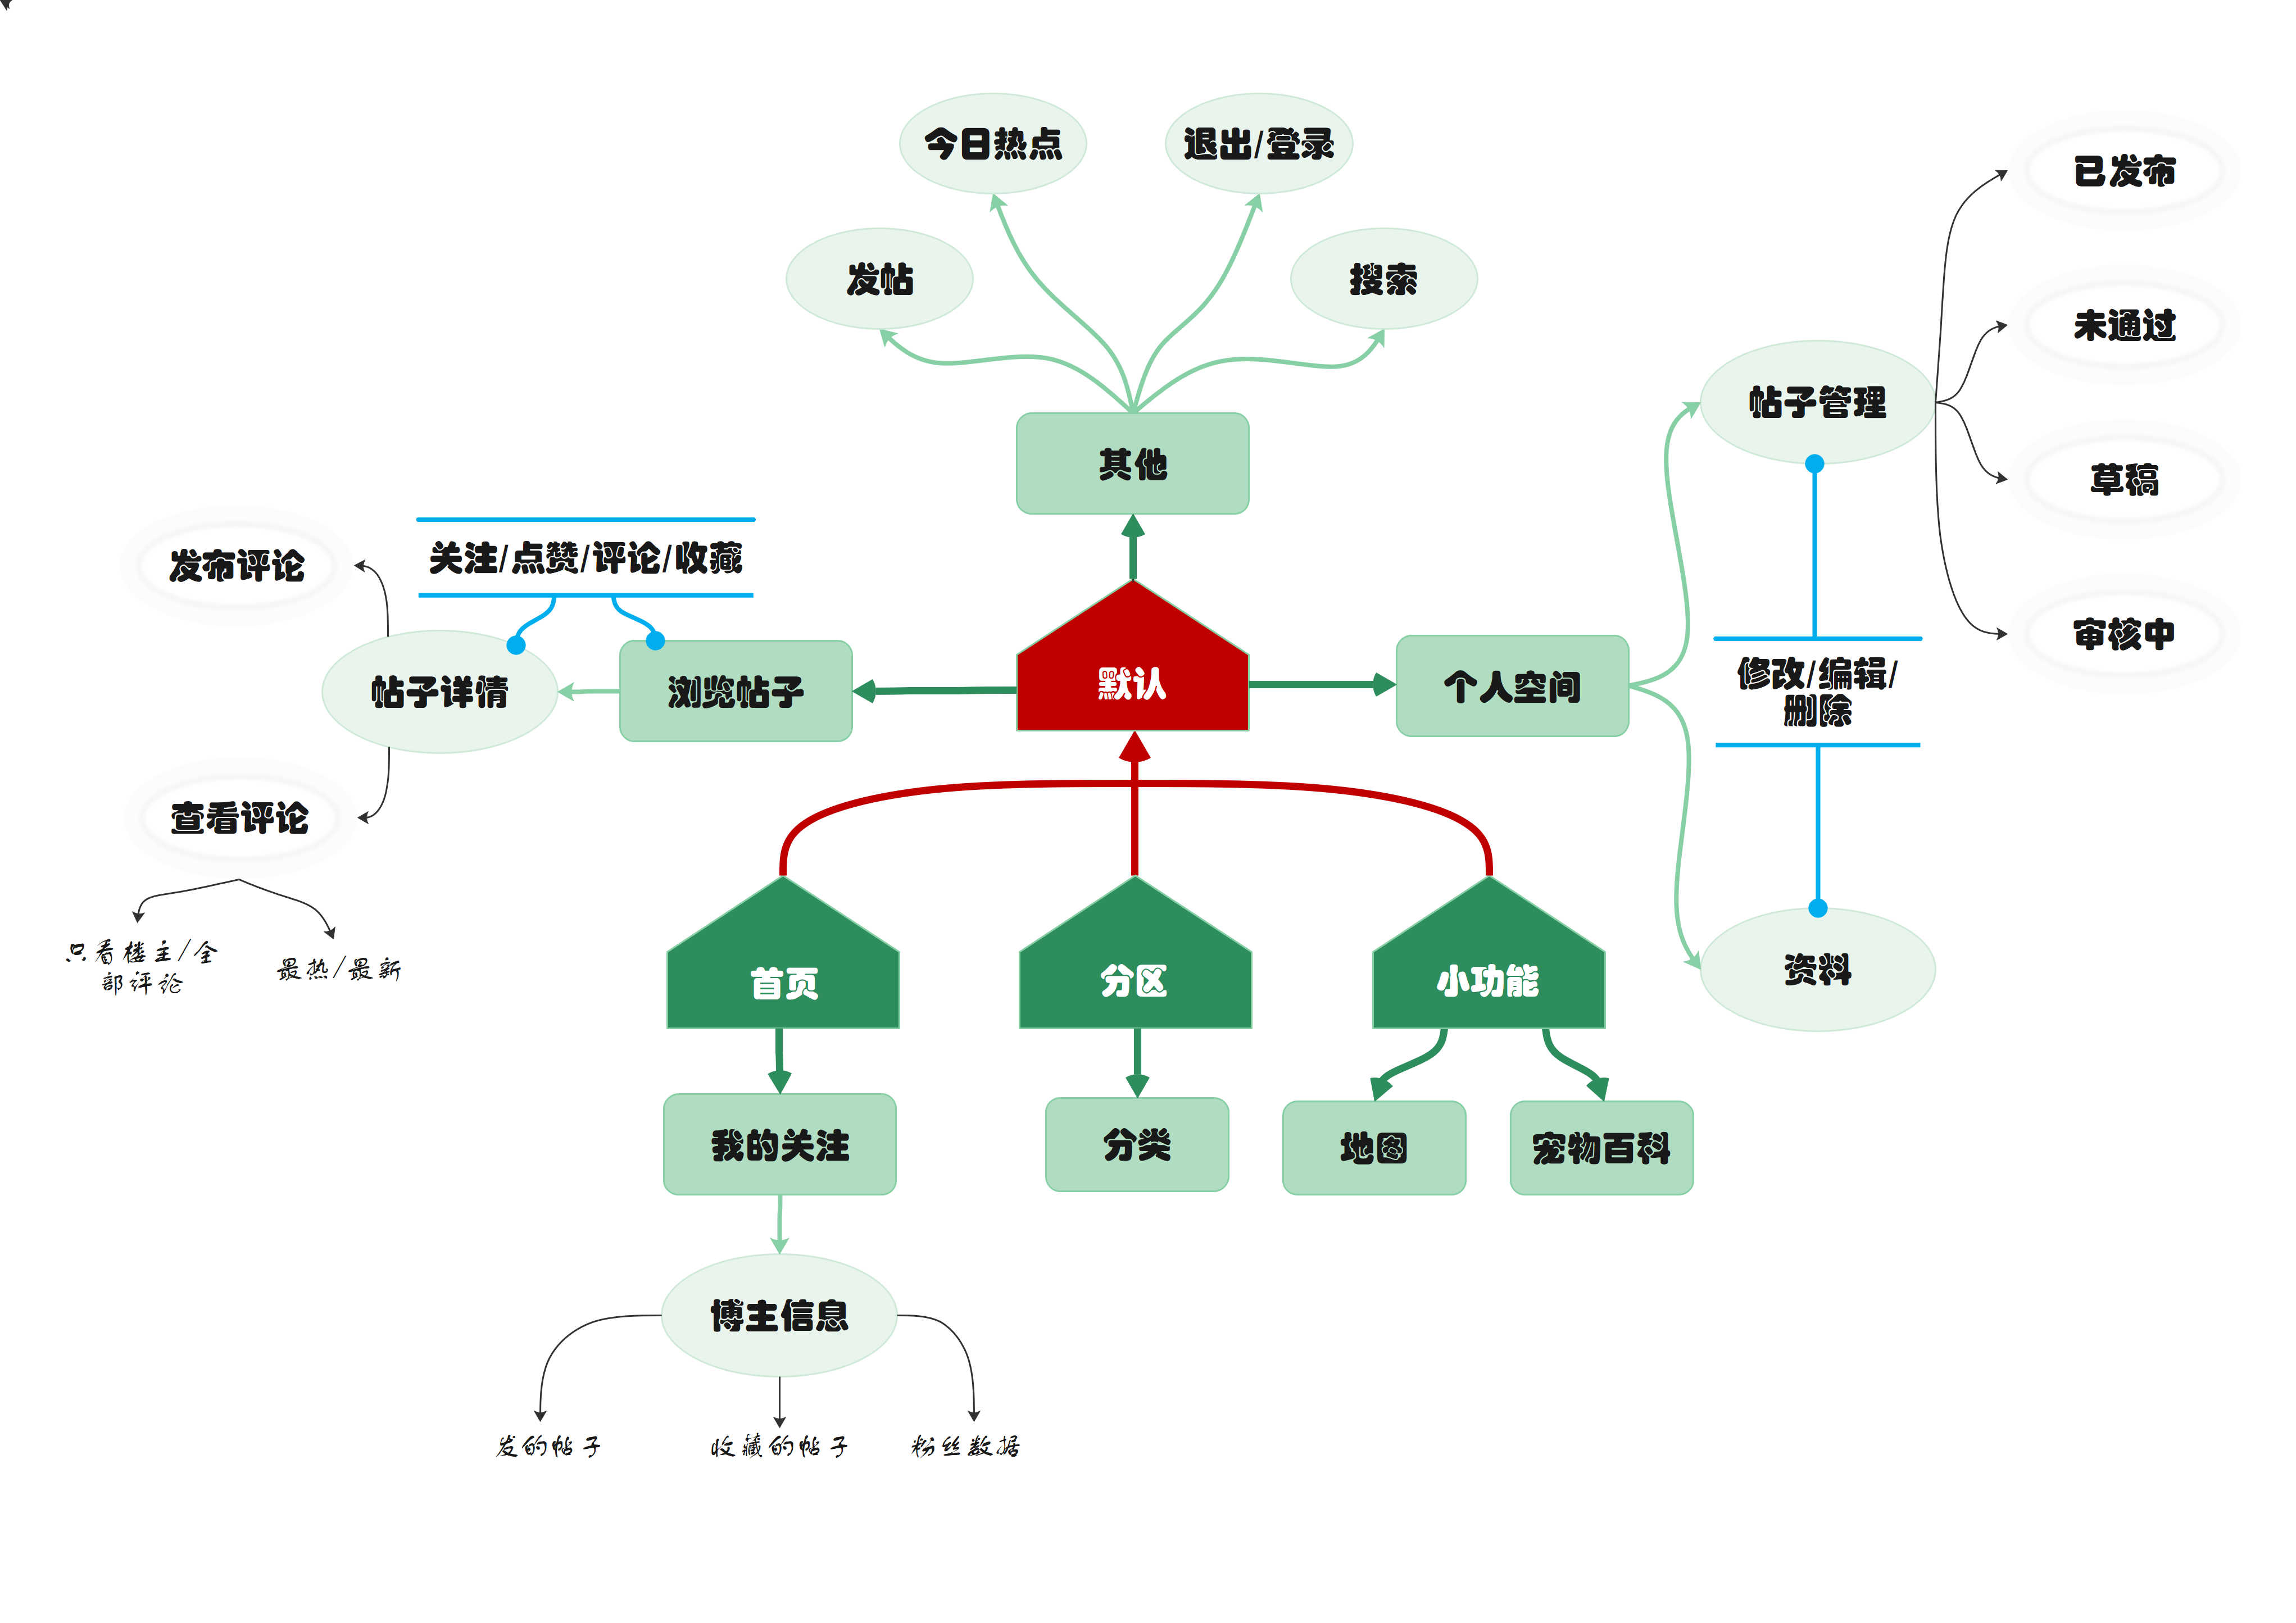 今日热点
退出/登录
发帖
搜索
已发布
未通过
帖子管理
草稿
审核中
其他
关注/点赞/评论/收藏
发布评论
帖子详情
浏览帖子
默认
个人空间
修改/编辑/
删除
查看评论
只看楼主/全
部评论
最热/最新
首页
分区
小功能
资料
我的关注
分类
地图
宠物百科
博主信息
发的帖子
收藏的帖子
粉丝数据